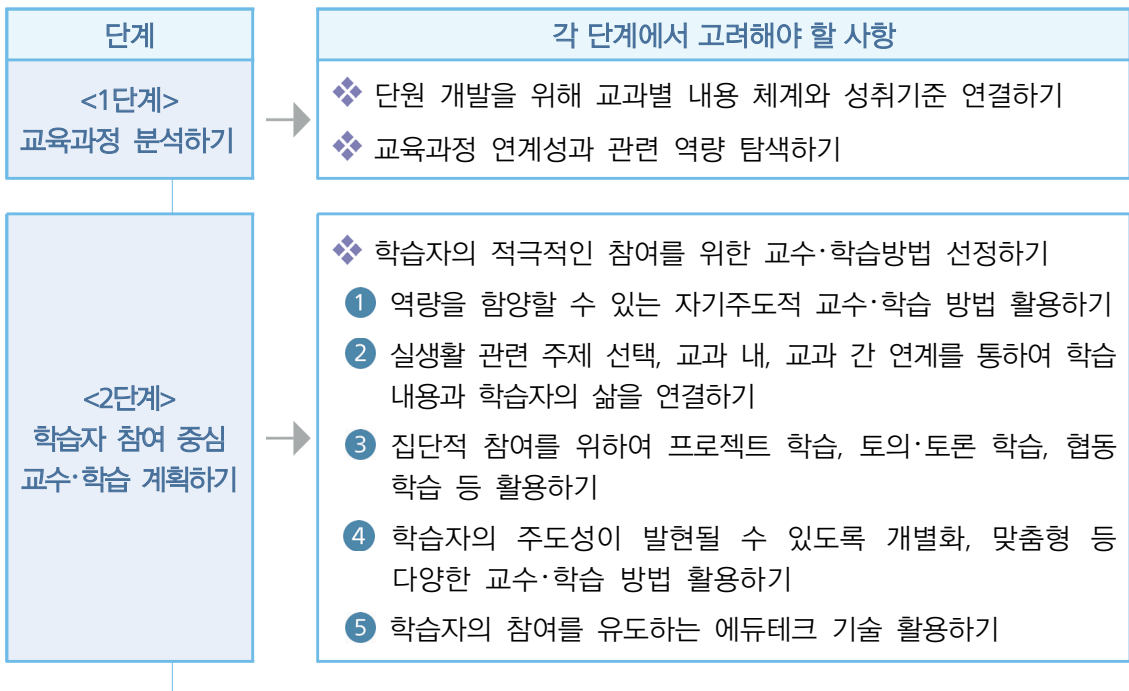 단계
각 단계에서 고려해야 할 사항
<1단계>
교육과정 분석하기
❖ 단원 개발을 위해 교과별 내용 체계와 성취기준 연결하기
❖ 교육과정 연계성과 관련 역량 탐색하기
<2단계>
학습자 참여 중심
교수·학습 계획하기
❖ 학습자의 적극적인 참여를 위한 교수·학습방법 선정하기
❶ 역량을 함양할 수 있는 자기주도적 교수·학습 방법 활용하기
❷ 실생활 관련 주제 선택, 교과 내, 교과 간 연계를 통하여 학습
내용과 학습자의 삶을 연결하기
❸ 집단적 참여를 위하여 프로젝트 학습, 토의·토론 학습, 협동
학습 등 활용하기
❹ 학습자의 주도성이 발현될 수 있도록 개별화, 맞춤형 등
다양한 교수·학습 방법 활용하기
❺ 학습자의 참여를 유도하는 에듀테크 기술 활용하기